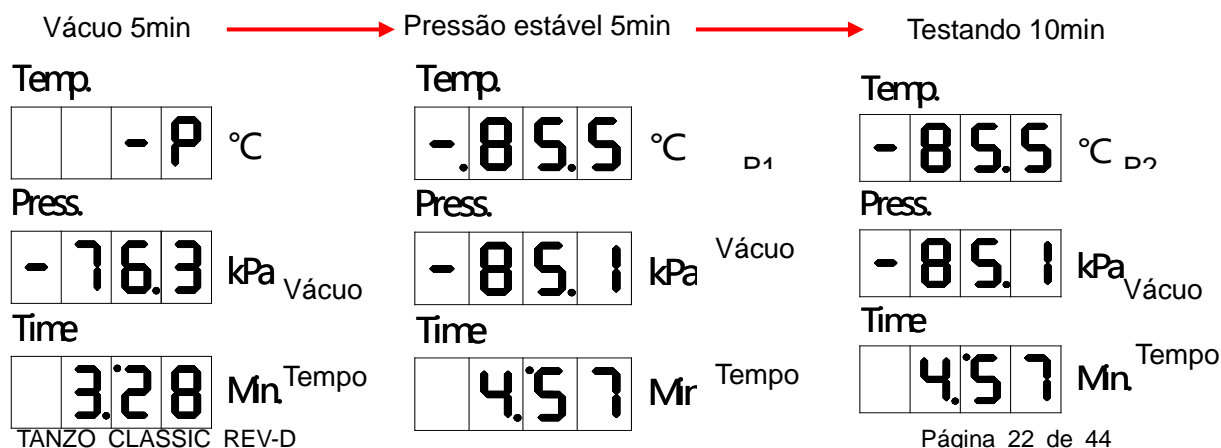 Vácuo 5min
Temp.
-P °C
Press.
-76.3 kPa Vácuo
Time
3:28 Min. Tempo
Pressão estável 5min
Temp.
-.85.5 °C
Press.
-85.1 kPa Vácuo
Time
4:57 Min Tempo
Testando 10min
Temp.
-85.5 °C
Press.
-85.1 kPa Vácuo
Time
4:57 Min. Tempo
TANZO CLASSIC REV-D
Página 22 de 44